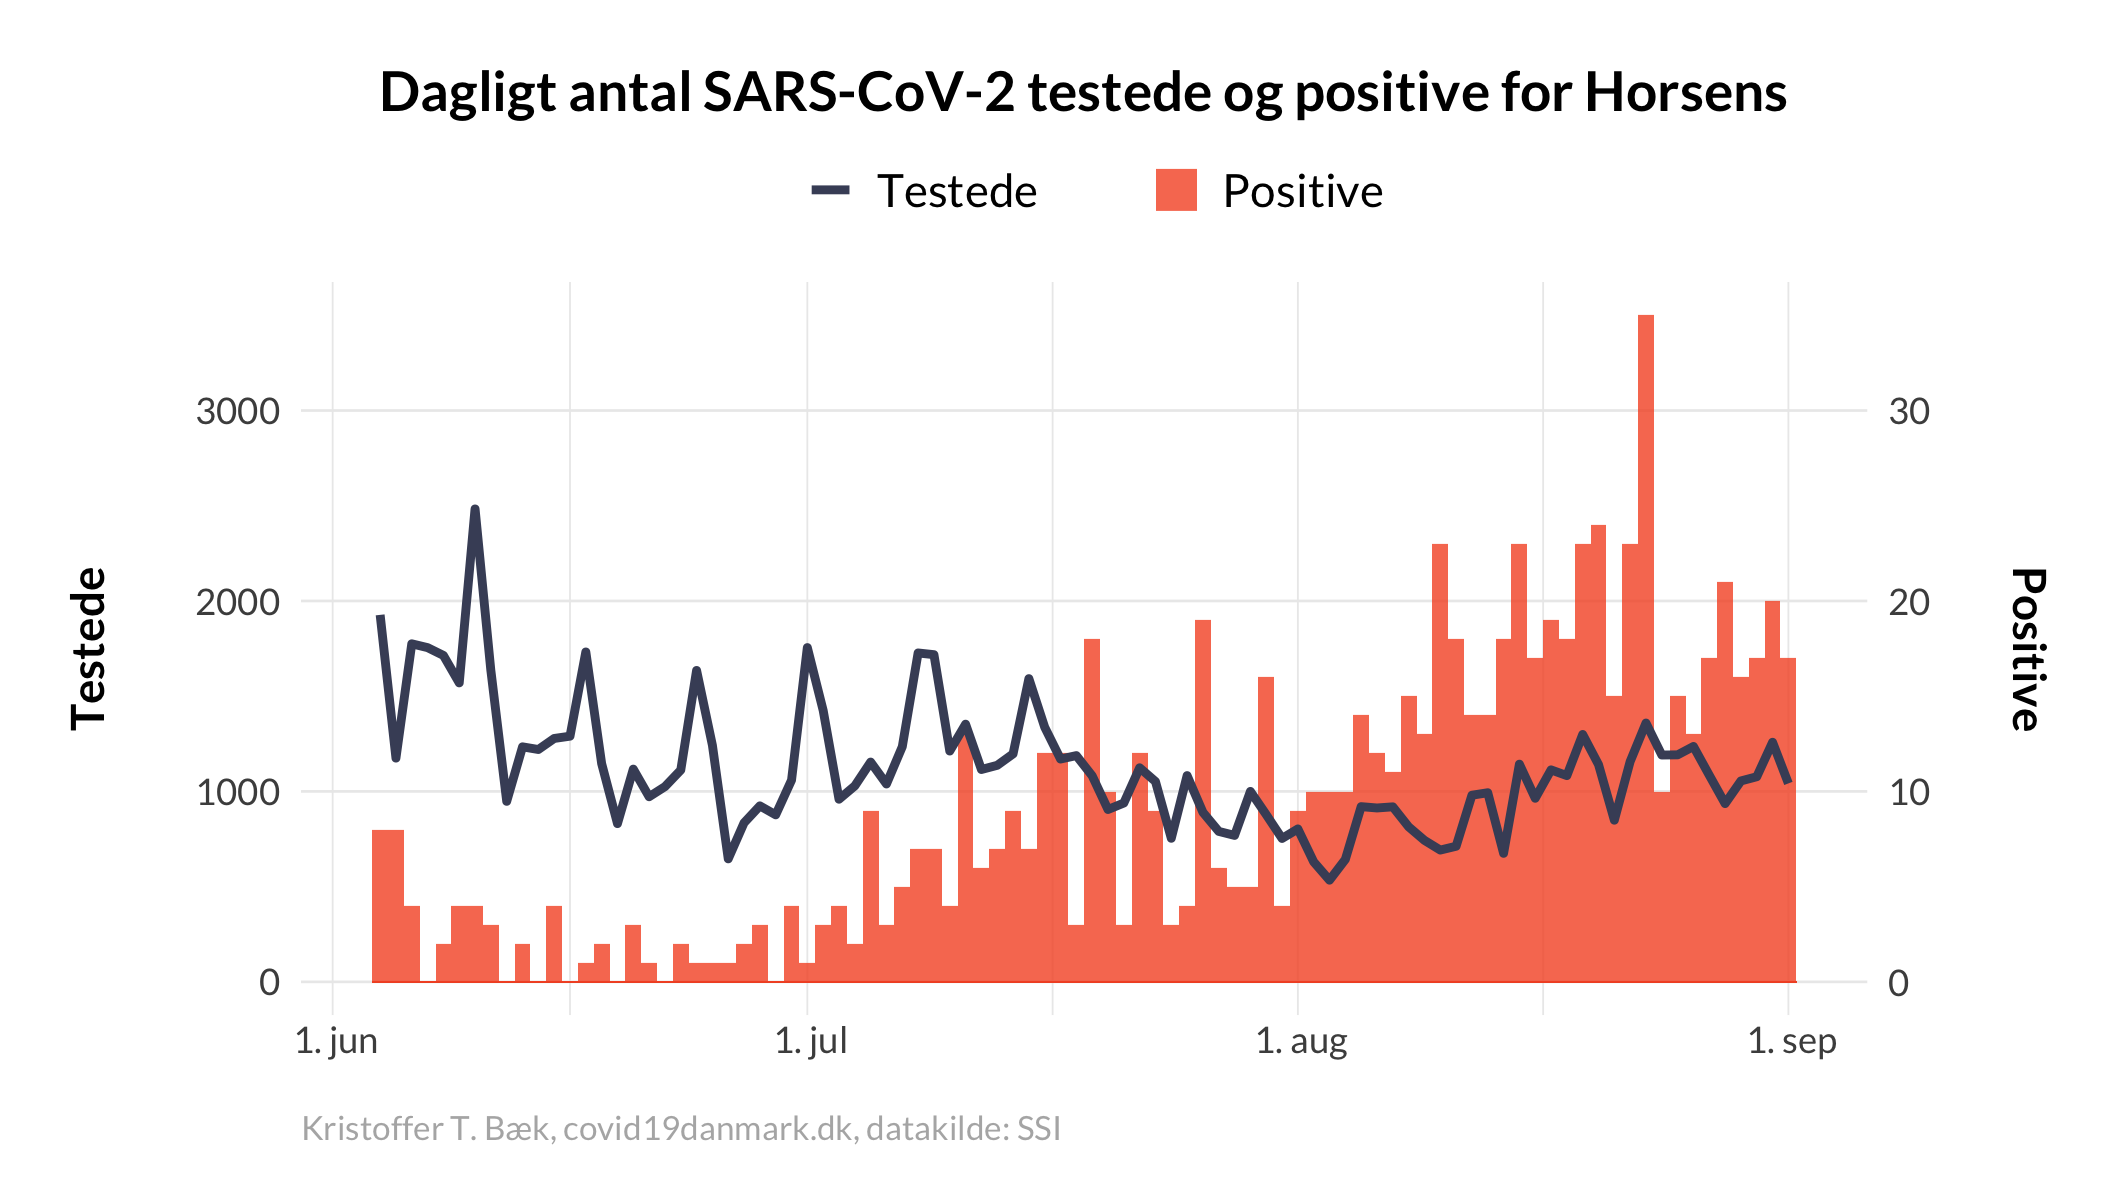 Dagligt antal SARS-CoV-2 testede og positive for Horsens
Testede
Positive
3000
2000
1000
0
30
20
10
0
Testede
Positive
1. jun
1. jul
1. aug
1. sep
Kristoffer T. Bæk, covid19danmark.dk, datakilde: SSI